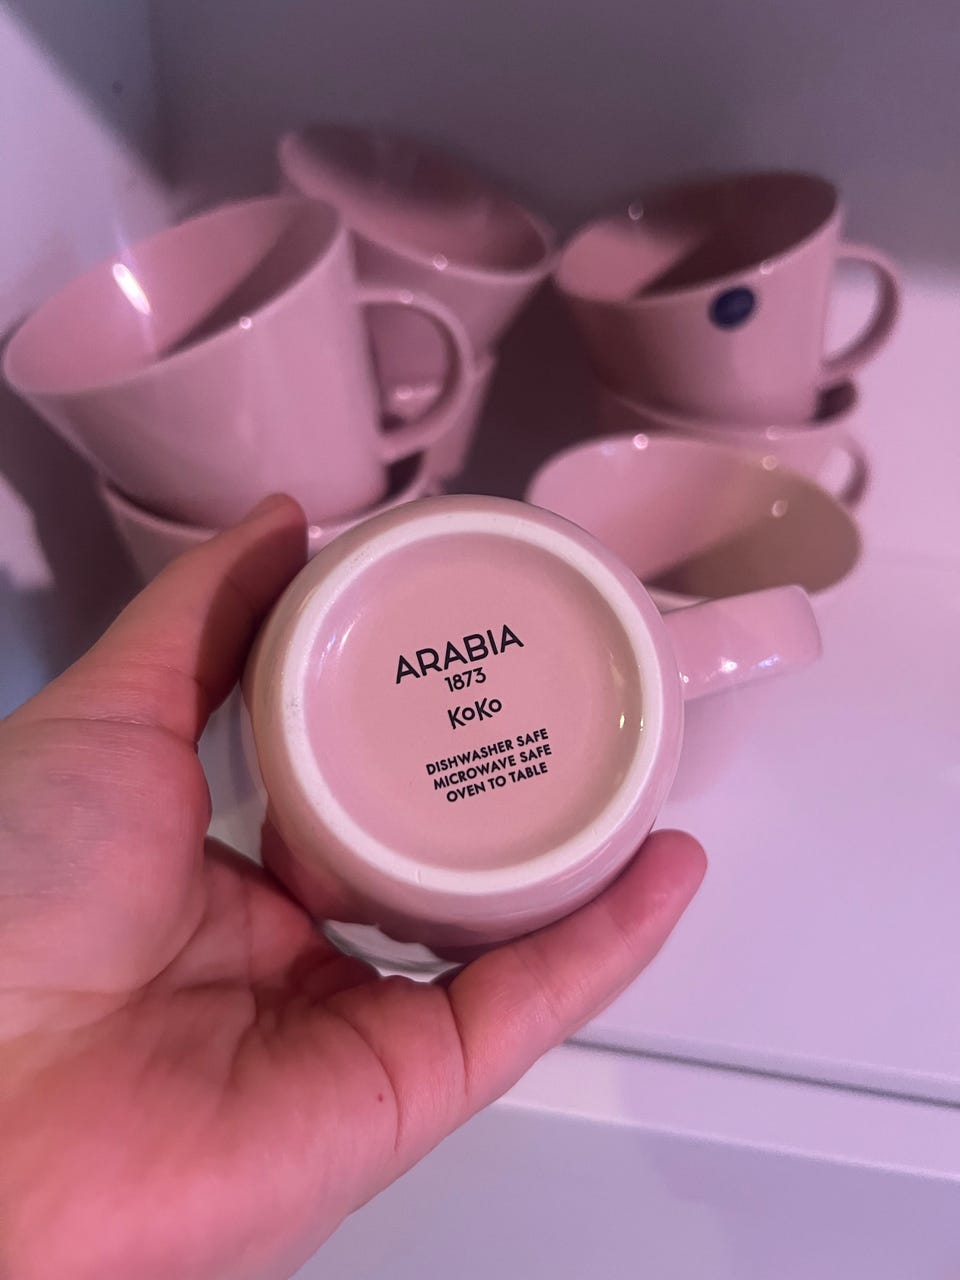 ARABIA
1873
KoKo
DISHWASHER SAFE
MICROWAVE SAFE
OVEN TO TABLE